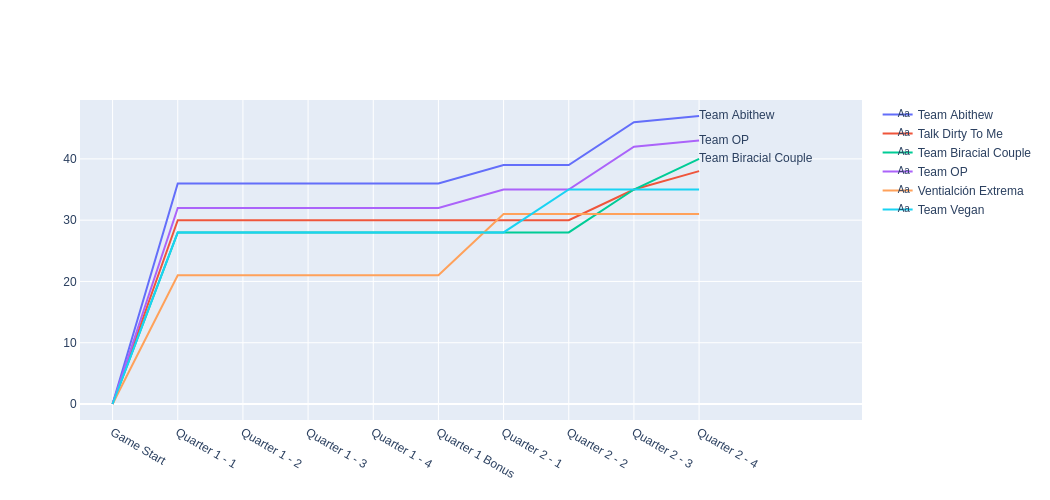 40
30
20
10
0
Game Start
Quarter 1 - 1
Quarter 1 - 2
Quarter 1 - 3
Quarter 1 - 4
Quarter 1 Bonus
Quarter 2 - 1
Quarter 2 - 2
Quarter 2 - 3
Quarter 2 - 4
Team Abithew
Team OP
Team Biracial Couple
Aa Team Abithew
Aa Talk Dirty To Me
Aa Team Biracial Couple
Aa Team OP
Aa Ventialción Extrema
Aa Team Vegan